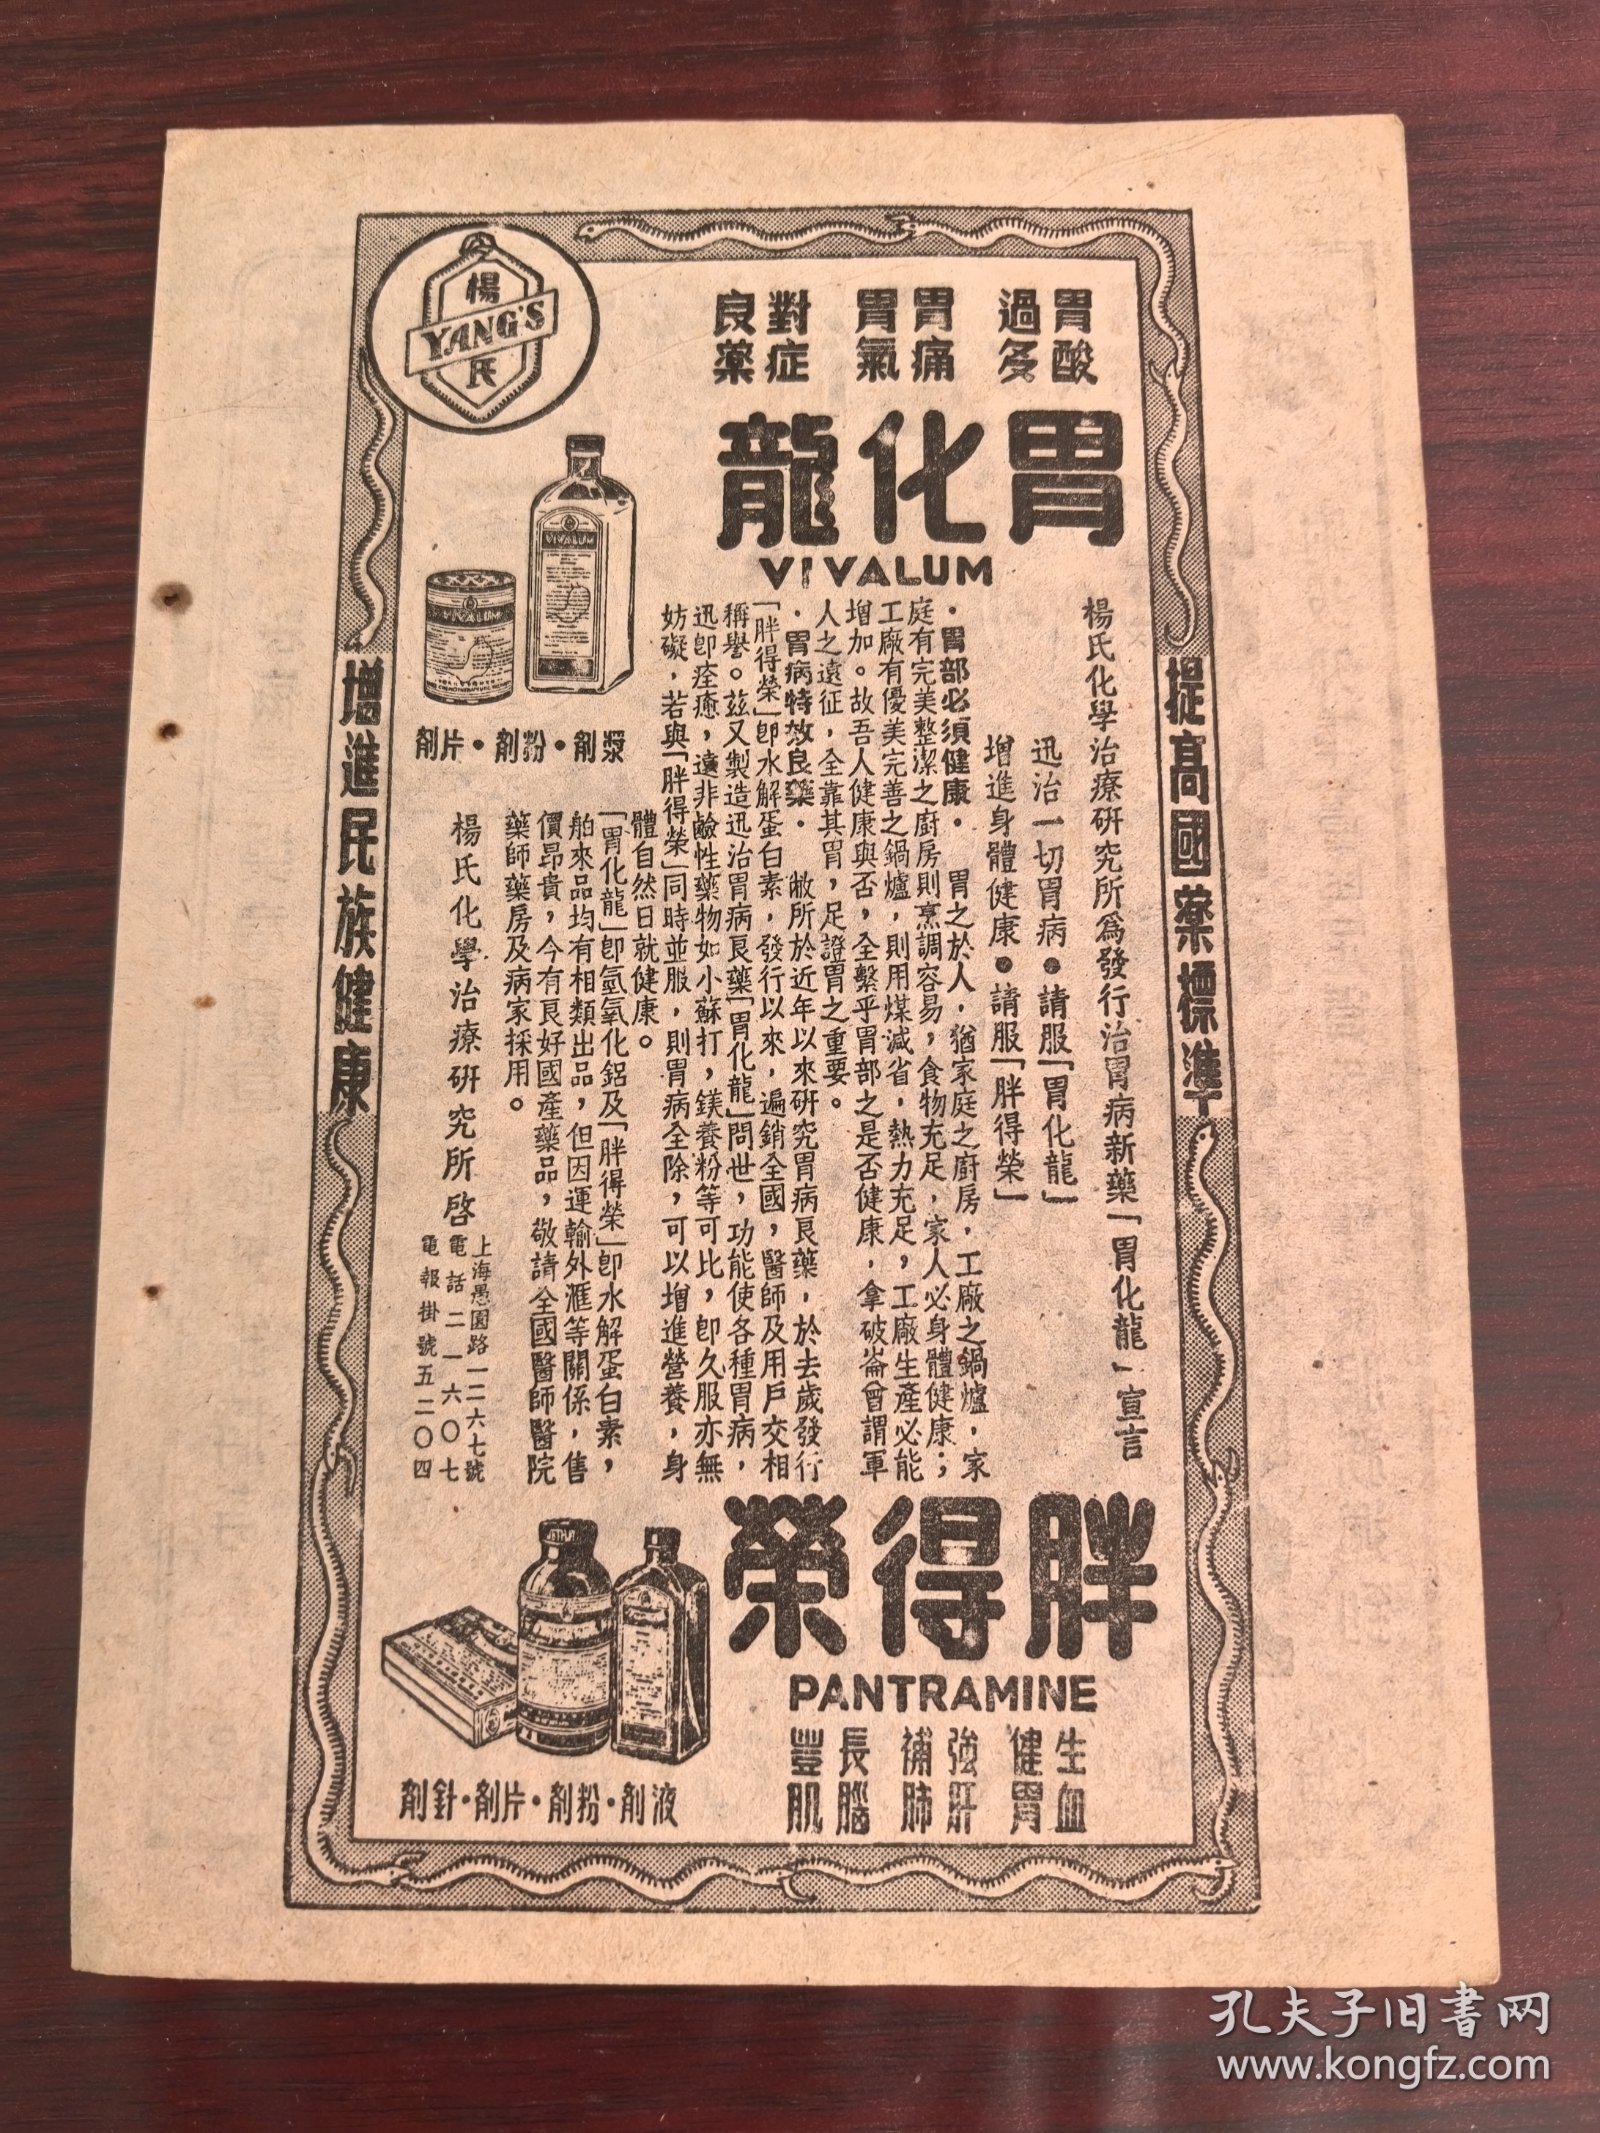 楊
YANG'S
氏
胃酸過多
胃痛胃氣
對症良藥
胃化龍
VIVALUM
提高國藥標準
增進民族健康
楊氏化學治療研究所爲發行治胃病新藥「胃化龍」宣言
迅治一切胃病●請服「胃化龍」
增進身體健康●請服「胖得榮」
·胃部必須健康· 胃之於人，猶家庭之廚房，工廠之鍋爐，家
庭有完美整潔之廚房則烹調容易，食物充足，家人必身體健康；
工廠有優美完善之鍋爐，則用煤減省，熱力充足，工廠生產必能
增加。故吾人健康與否，全繫乎胃部之是否健康，拿破崙曾謂軍
人之遠征，全靠其胃，足證胃之重要。
·胃病特效良藥· 敝所於近年以來研究胃病良藥，於去歲發行
「胖得榮」卽水解蛋白素，發行以來，遍銷全國，醫師及用戶交相
稱譽。茲又製造迅治胃病良藥「胃化龍」問世，功能使各種胃病，
迅卽痊癒，遠非鹼性藥物如小蘇打，鎂養粉等可比，卽久服亦無
妨礙，若與「胖得榮」同時並服，則胃病全除，可以增進營養，身
體自然日就健康。
「胃化龍」卽氫氧化鋁及「胖得榮」卽水解蛋白素，
舶來品均有相類出品，但因運輸外滙等關係，售
價昂貴，今有良好國產藥品，敬請全國醫師醫院
藥師藥房及病家採用。
楊氏化學治療研究所啓
上海愚園路一二六七號
電話二一六〇七
電報掛號五二〇四
VIVALUM
VIVALUM
漿劑·粉劑·片劑
胖得榮
PANTRAMINE
生血健胃
強肝補肺
長腦豐肌
液劑·粉劑·片劑·針劑
孔夫子旧書网
www.kongfz.com